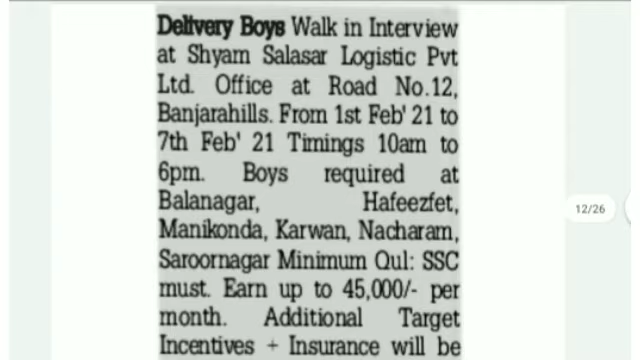 Delivery Boys Walk in Interview
at Shyam Salasar Logistic Pvt
Ltd. Office at Road No.12,
Banjarahills. From 1st Feb' 21 to
7th Feb' 21 Timings 10am to
6pm. Boys required at
Balanagar, Hafeezfet,
Manikonda, Karwan, Nacharam,
Saroornagar Minimum Qul: SSC
must. Earn up to 45,000/- per
month. Additional Target
Incentives + Insurance will be
12/26